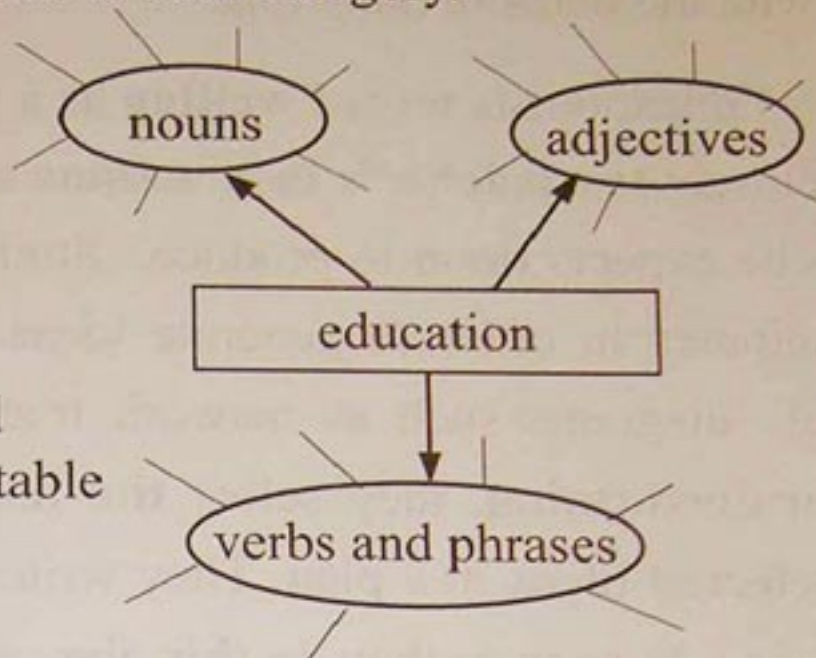 nouns
adjectives
education
table
verbs and phrases